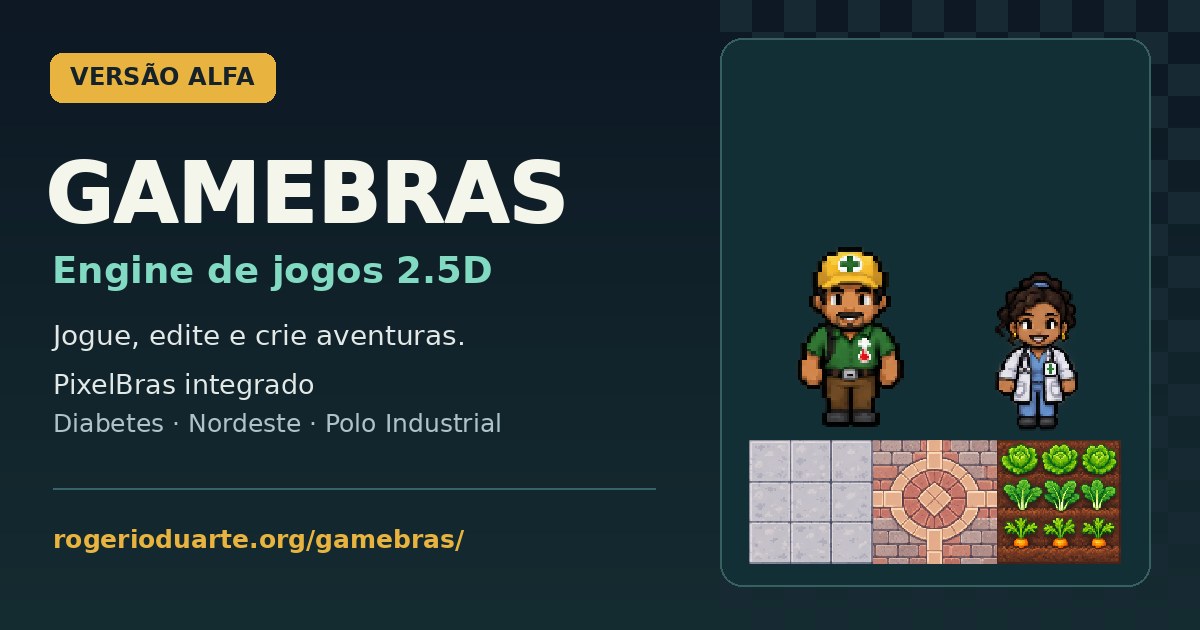 VERSÃO ALFA
GAMEBRAS
Engine de jogos 2.5D
Jogue, edite e crie aventuras.
PixelBras integrado
Diabetes · Nordeste · Polo Industrial
rogerioduarte.org/gamebras/